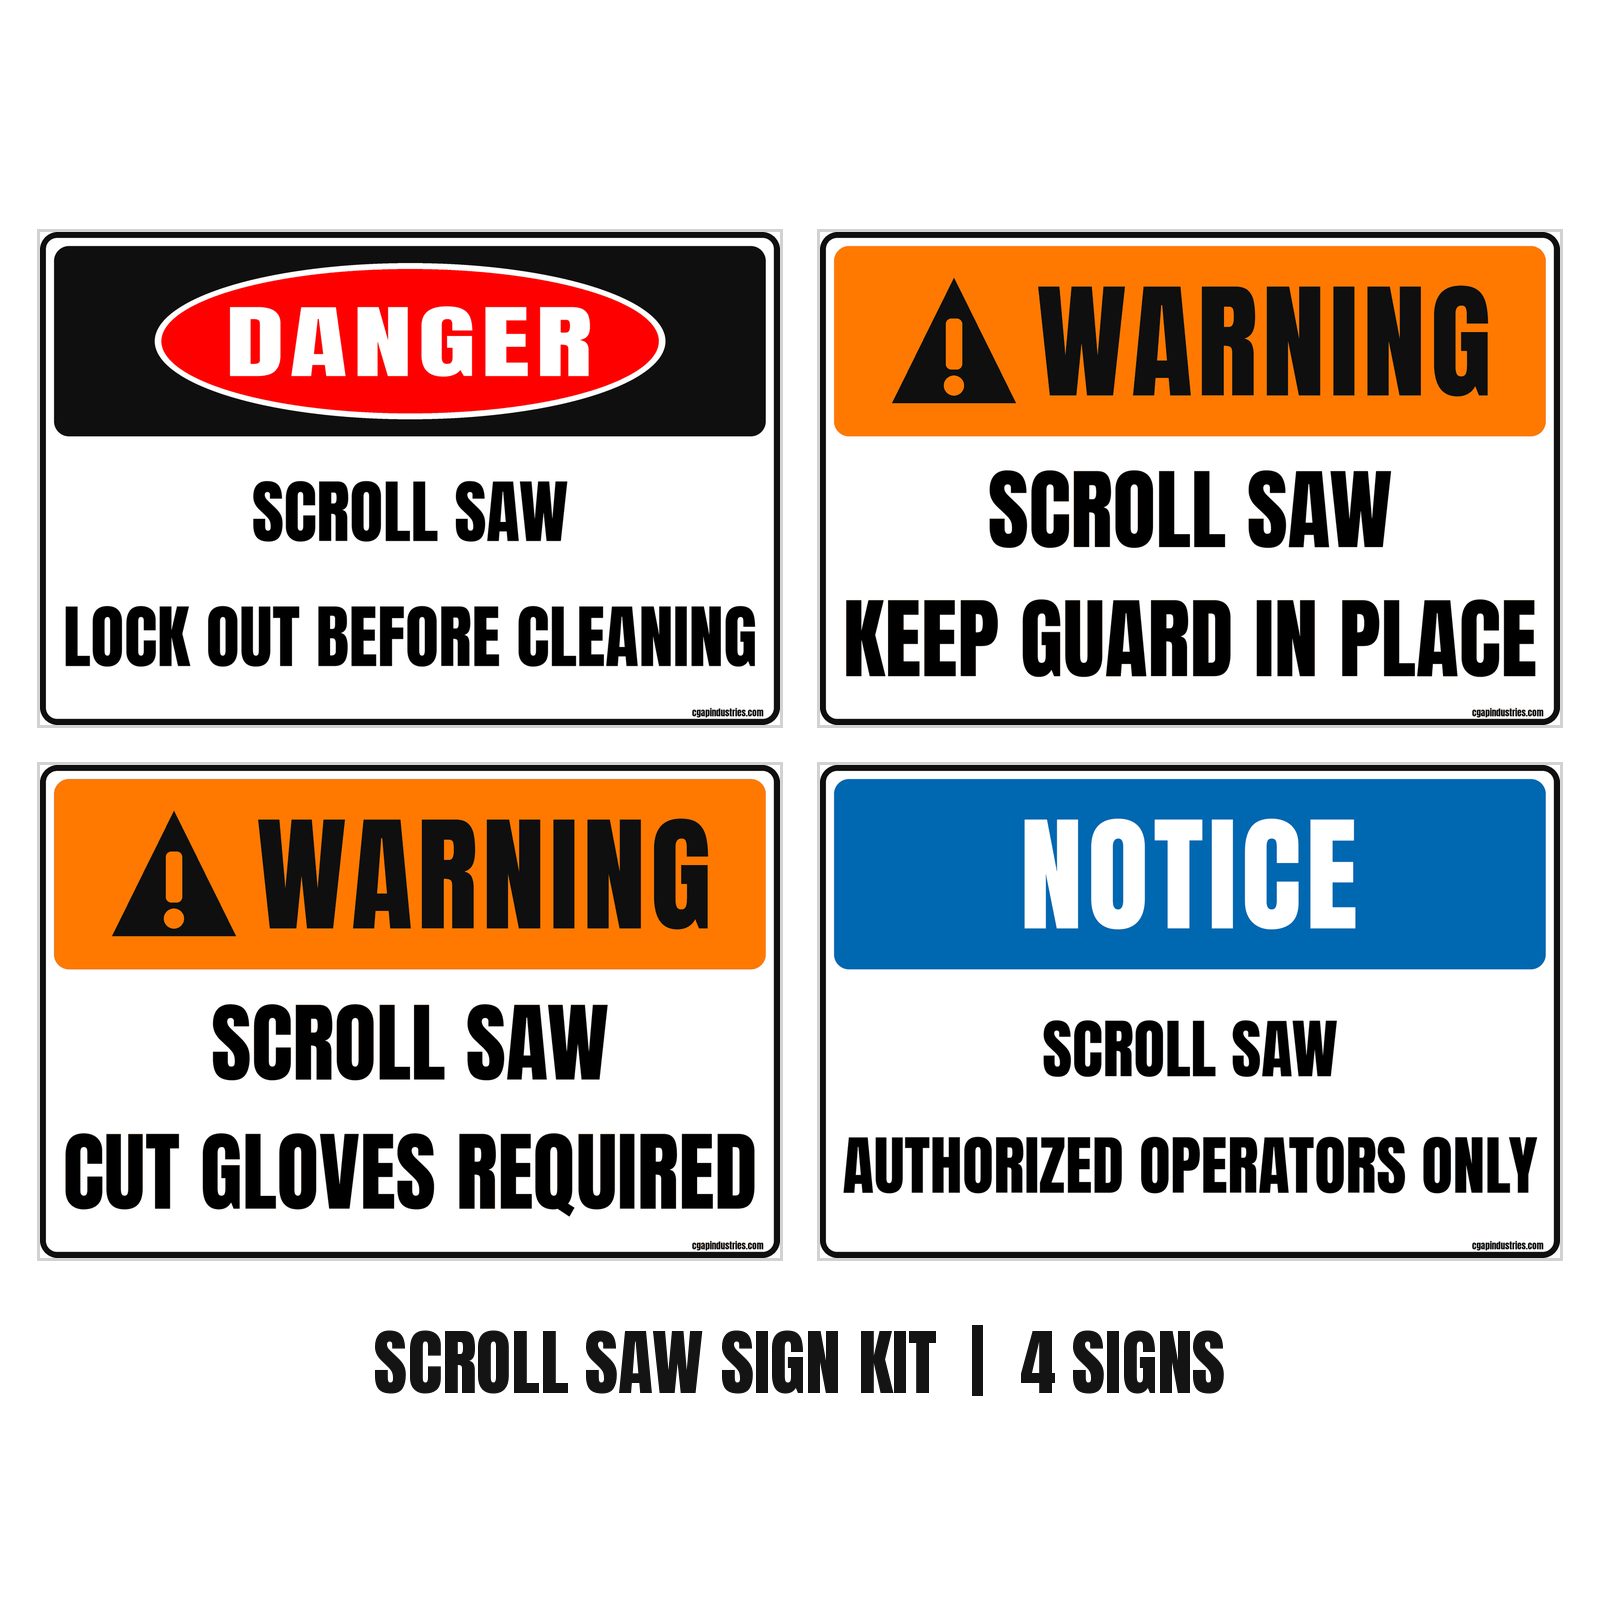 DANGER
SCROLL SAW
LOCK OUT BEFORE CLEANING
cgapindustries.com
WARNING
SCROLL SAW
KEEP GUARD IN PLACE
cgapindustries.com
WARNING
SCROLL SAW
CUT GLOVES REQUIRED
cgapindustries.com
NOTICE
SCROLL SAW
AUTHORIZED OPERATORS ONLY
cgapindustries.com
SCROLL SAW SIGN KIT | 4 SIGNS